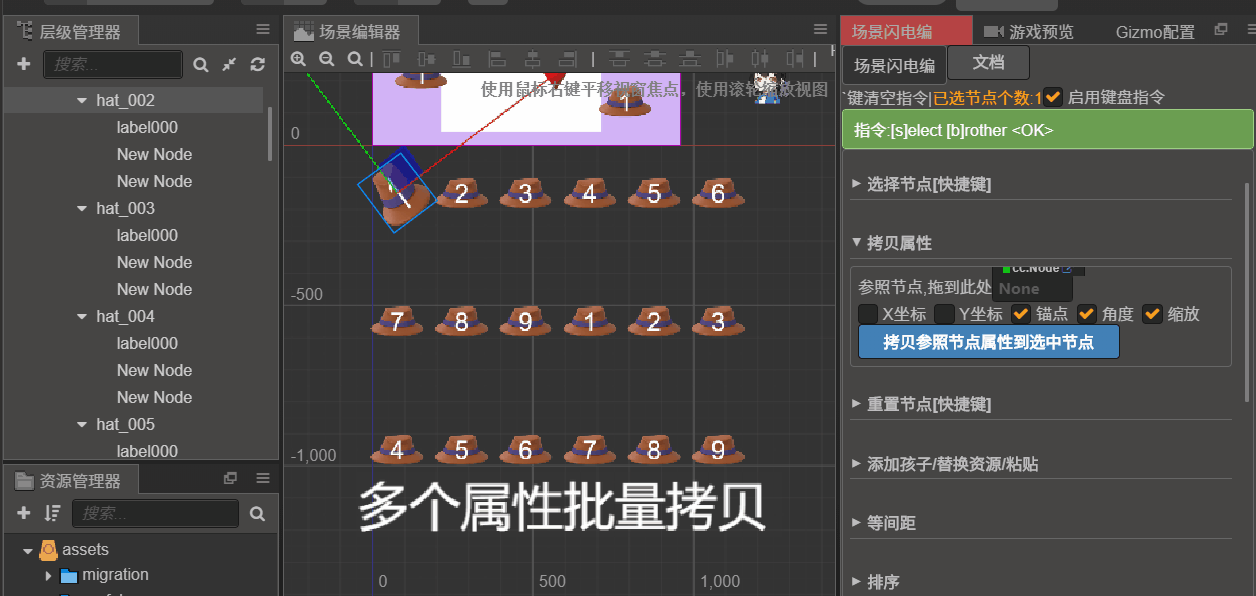 层级管理器
搜索...
hat_002
label000
New Node
New Node
hat_003
label000
New Node
New Node
hat_004
label000
New Node
New Node
hat_005
label000
资源管理器
搜索...
assets
migration
场景编辑器
使用鼠标右键平移视窗焦点，使用滚轮缩放视图
0
1
1
2
3
4
5
6
-500
7
8
9
1
2
3
-1,000
4
5
6
7
8
9
多个属性批量拷贝
0
500
1,000
场景闪电编
游戏预览
Gizmo配置
场景闪电编
文档
`键清空指令|已选节点个数:1
启用键盘指令
指令:[s]elect [b]rother <OK>
选择节点[快捷键]
拷贝属性
参照节点,拖到此处
cc.Node
None
X坐标
Y坐标
锚点
角度
缩放
拷贝参照节点属性到选中节点
重置节点[快捷键]
添加孩子/替换资源/粘贴
等间距
排序